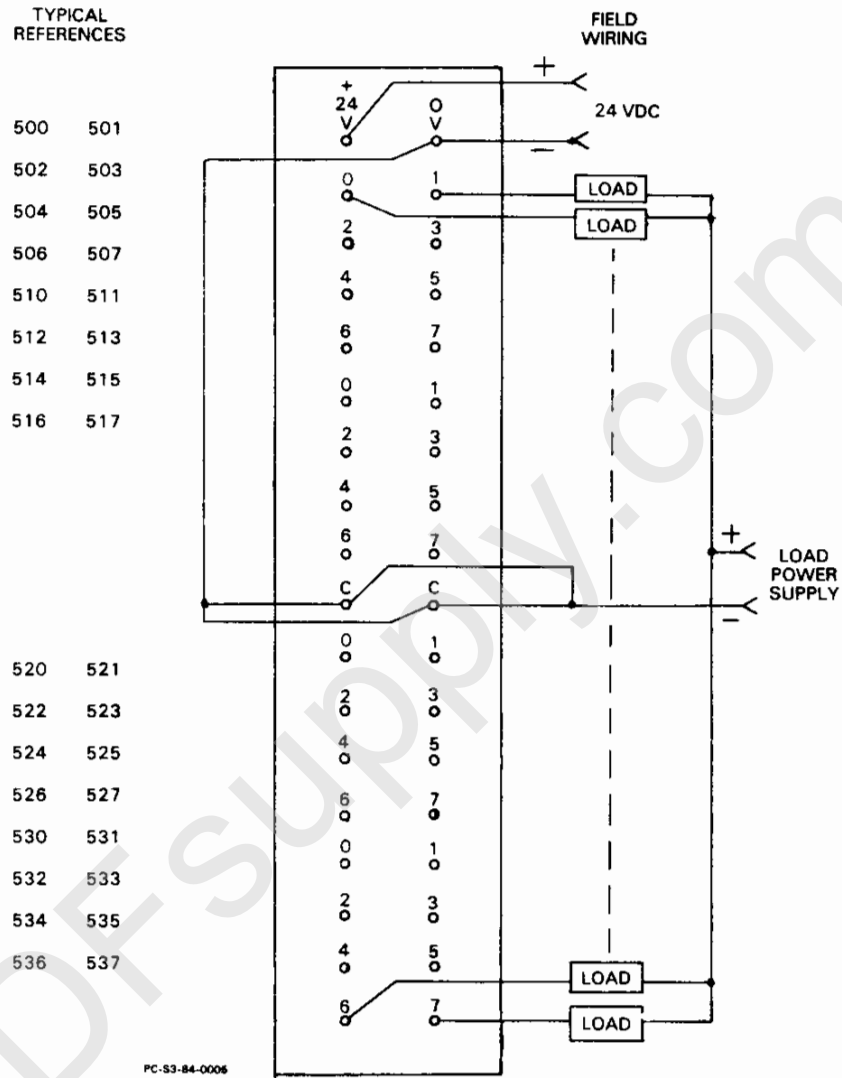 TYPICAL
REFERENCES
FIELD
WIRING
+
24
V
O
V
+
24 VDC
−
500 501
502 503
504 505
506 507
510 511
512 513
514 515
516 517
0 1
LOAD
LOAD
2 3
4 5
6 7
0 1
2 3
4 5
6 7
+
LOAD
POWER
SUPPLY
−
C C
0 1
2 3
4 5
6 7
0 1
2 3
4 5
6 7
520 521
522 523
524 525
526 527
530 531
532 533
534 535
536 537
LOAD
LOAD
PC-S3-84-0006
DFsupply.com